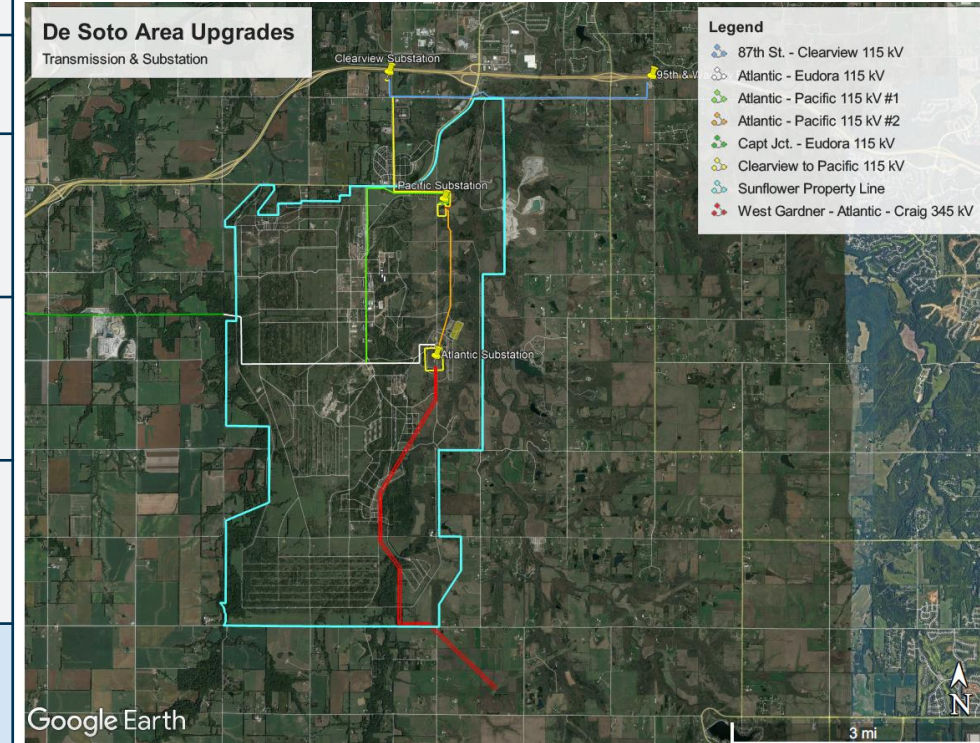 De Soto Area Upgrades
Transmission & Substation
Legend
87th St. - Clearview 115 kV
Atlantic - Eudora 115 kV
Atlantic - Pacific 115 kV #1
Atlantic - Pacific 115 kV #2
Capt Jct. - Eudora 115 kV
Clearview to Pacific 115 kV
Sunflower Property Line
West Gardner - Atlantic - Craig 345 kV
Clearview Substation
95th & W
Pacific Substation
Atlantic Substation
Google Earth
N
3 mi